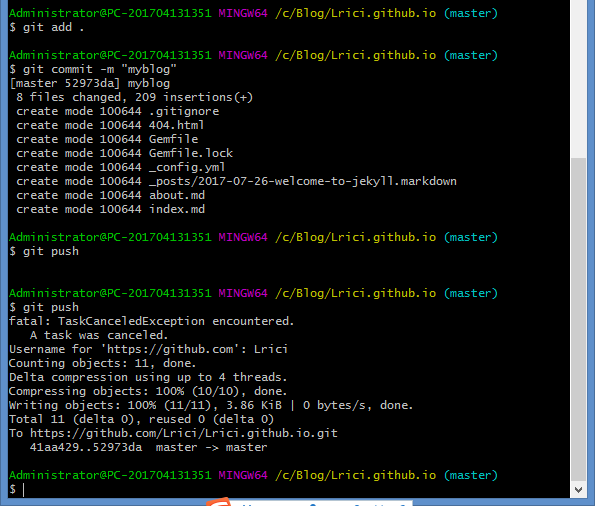 Administrator@PC-201704131351 MINGW64 /c/Blog/Lrici.github.io (master)
$ git add .
Administrator@PC-201704131351 MINGW64 /c/Blog/Lrici.github.io (master)
$ git commit -m "myblog"
[master 52973da] myblog
 8 files changed, 209 insertions(+)
 create mode 100644 .gitignore
 create mode 100644 404.html
 create mode 100644 Gemfile
 create mode 100644 Gemfile.lock
 create mode 100644 _config.yml
 create mode 100644 _posts/2017-07-26-welcome-to-jekyll.markdown
 create mode 100644 about.md
 create mode 100644 index.md
Administrator@PC-201704131351 MINGW64 /c/Blog/Lrici.github.io (master)
$ git push
Administrator@PC-201704131351 MINGW64 /c/Blog/Lrici.github.io (master)
$ git push
fatal: TaskCanceledException encountered.
   A task was canceled.
Username for 'https://github.com': Lrici
Counting objects: 11, done.
Delta compression using up to 4 threads.
Compressing objects: 100% (10/10), done.
Writing objects: 100% (11/11), 3.86 KiB | 0 bytes/s, done.
Total 11 (delta 0), reused 0 (delta 0)
To https://github.com/Lrici/Lrici.github.io.git
   41aa429..52973da  master -> master
Administrator@PC-201704131351 MINGW64 /c/Blog/Lrici.github.io (master)
$